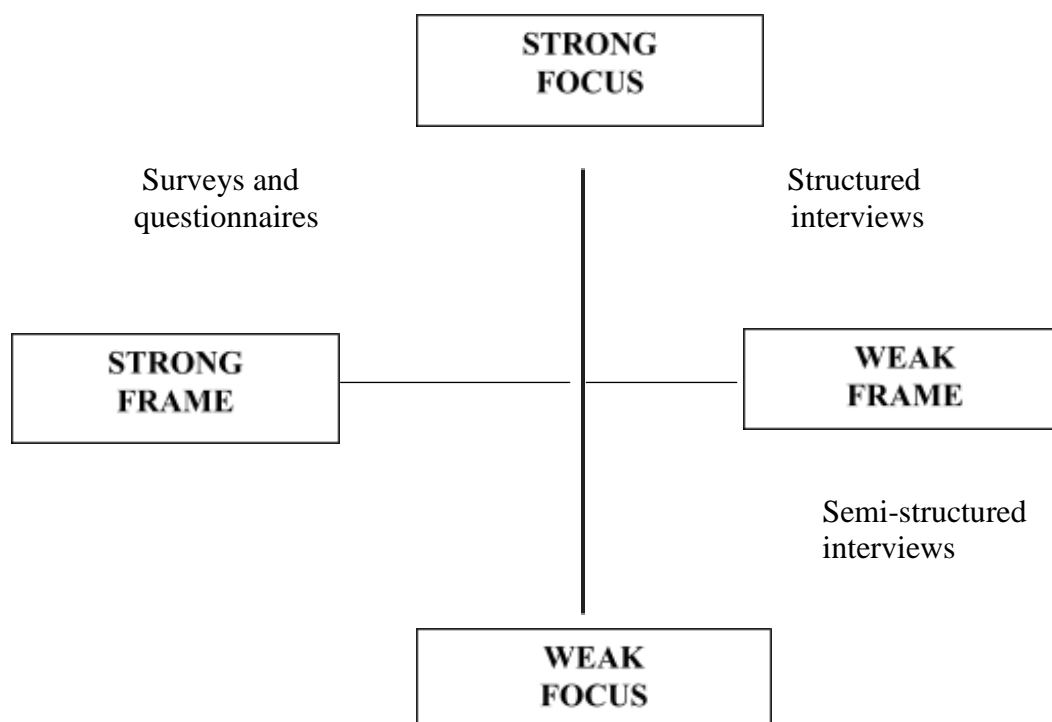 STRONG
FOCUS
Surveys and
questionnaires
Structured
interviews
STRONG
FRAME
WEAK
FRAME
Semi-structured
interviews
WEAK
FOCUS